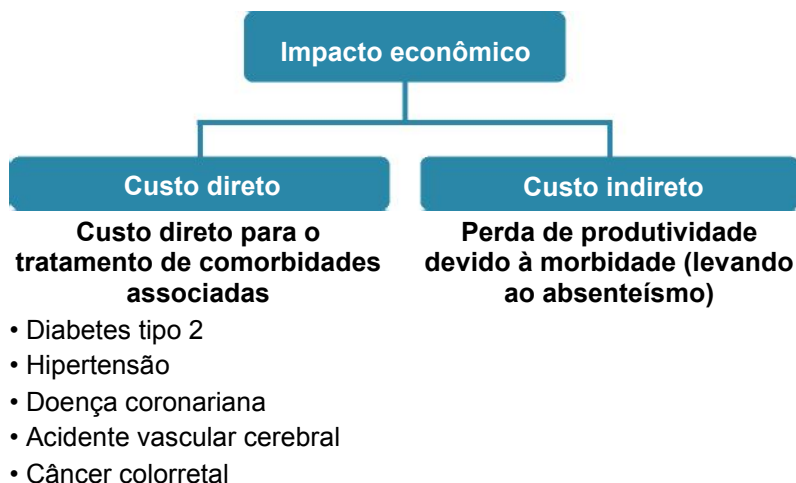 Impacto econômico
Custo direto
Custo direto para o
tratamento de comorbidades
associadas
• Diabetes tipo 2
• Hipertensão
• Doença coronariana
• Acidente vascular cerebral
• Câncer colorretal
Custo indireto
Perda de produtividade
devido à morbidade (levando
ao absenteísmo)